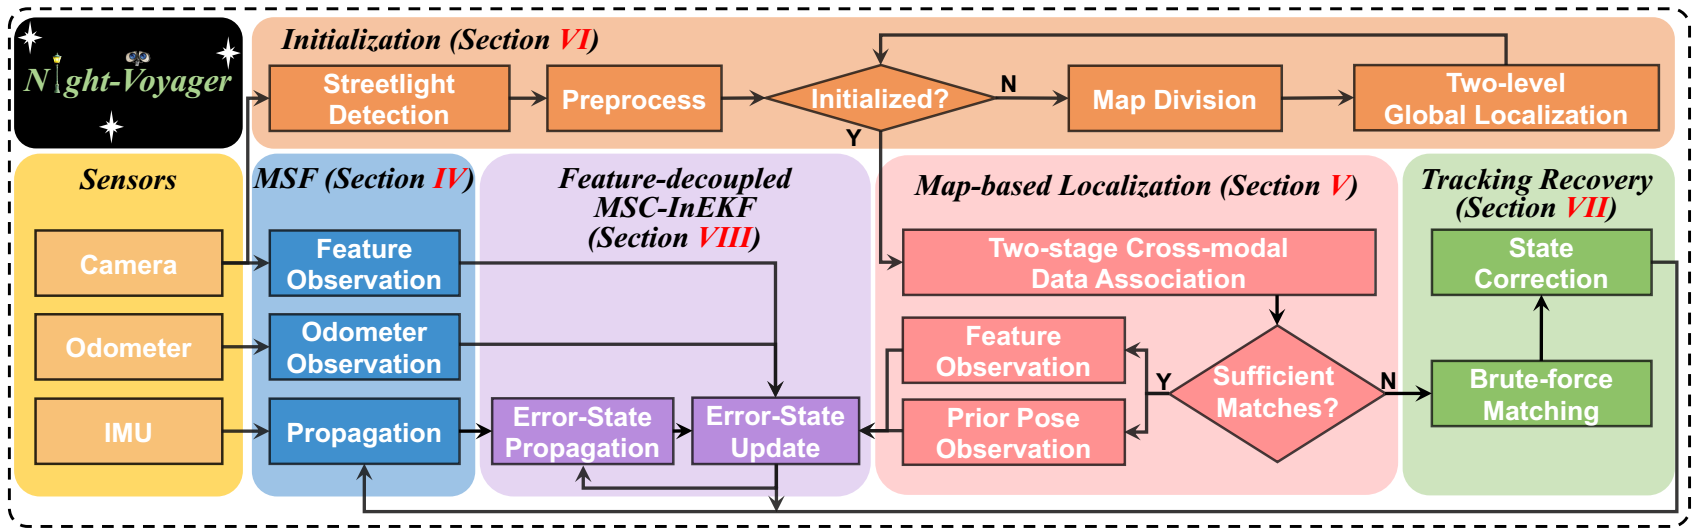 Night-Voyager
Initialization (Section VI)
Streetlight
Detection
Preprocess
Initialized?
N
Y
Map Division
Two-level
Global Localization
Sensors
Camera
Odometer
IMU
MSF (Section IV)
Feature
Observation
Odometer
Observation
Propagation
Feature-decoupled
MSC-InEKF
(Section VIII)
Error-State
Propagation
Error-State
Update
Map-based Localization (Section V)
Two-stage Cross-modal
Data Association
Feature
Observation
Prior Pose
Observation
Y
Sufficient
Matches?
N
Tracking Recovery
(Section VII)
State
Correction
Brute-force
Matching